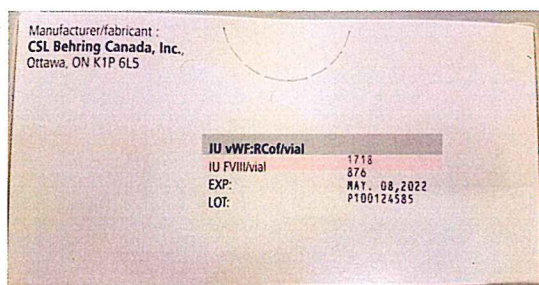 Manufacturer/fabricant :
CSL Behring Canada, Inc.,
Ottawa, ON K1P 6L5
IU vWF:RCof/vial 1718
IU FVIII/vial 876
EXP: MAY. 08,2022
LOT: P100124585